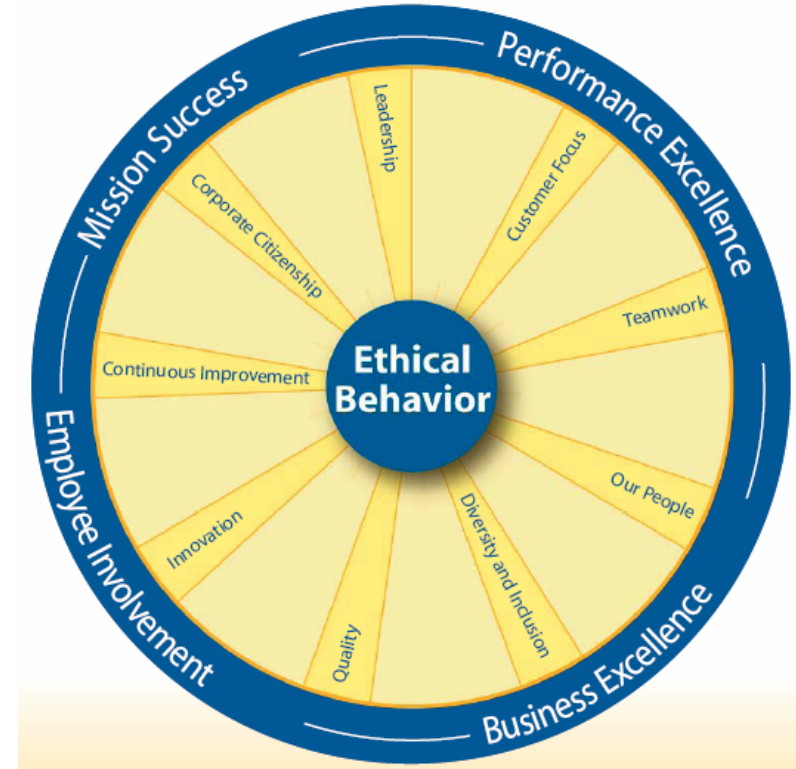 Performance Excellence
Business Excellence
Employee Involvement
Mission Success
Leadership
Customer Focus
Teamwork
Our People
Diversity and Inclusion
Quality
Innovation
Continuous Improvement
Corporate Citizenship
Ethical
Behavior